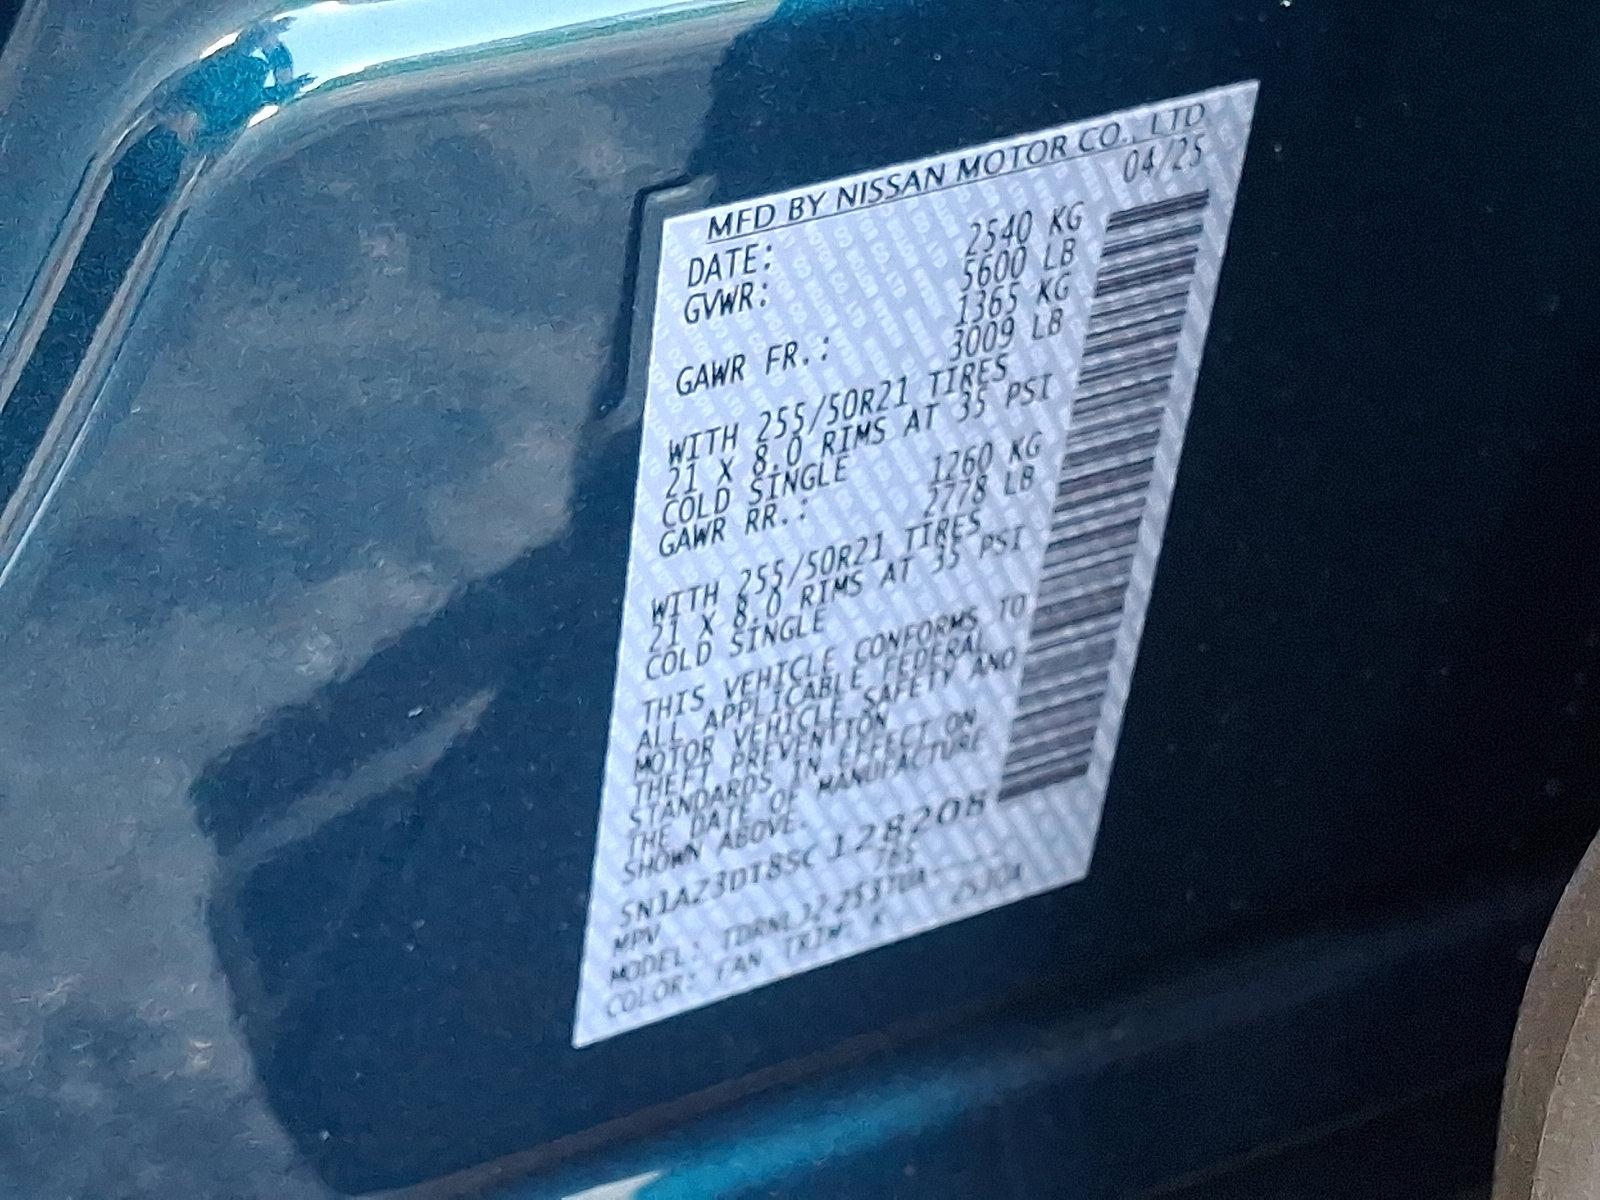 MFD BY NISSAN MOTOR CO., LTD
DATE: 04/25
GVWR: 2540 KG
5600 LB
GAWR FR.: 1365 KG
3009 LB
WITH 255/50R21 TIRES
21 X 8.0 RIMS AT 35 PSI
COLD SINGLE
GAWR RR.: 1260 KG
2778 LB
WITH 255/50R21 TIRES
21 X 8.0 RIMS AT 35 PSI
COLD SINGLE
THIS VEHICLE CONFORMS TO
ALL APPLICABLE FEDERAL
MOTOR VEHICLE SAFETY AND
THEFT PREVENTION
STANDARDS IN EFFECT ON
THE DATE OF MANUFACTURE
SHOWN ABOVE.
5N1AZ3DT8SC 128208
MPV
MODEL:
COLOR: TRIM: K